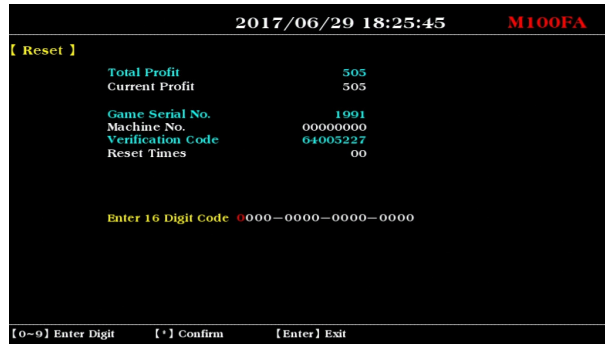 2017/06/29 18:25:45 M100FA
【 Reset 】
Total Profit 505
Current Profit 505
Game Serial No. 1991
Machine No. 00000000
Verification Code 64005227
Reset Times 00
Enter 16 Digit Code 0000-0000-0000-0000
【0~9】Enter Digit 【*】Confirm 【Enter】Exit